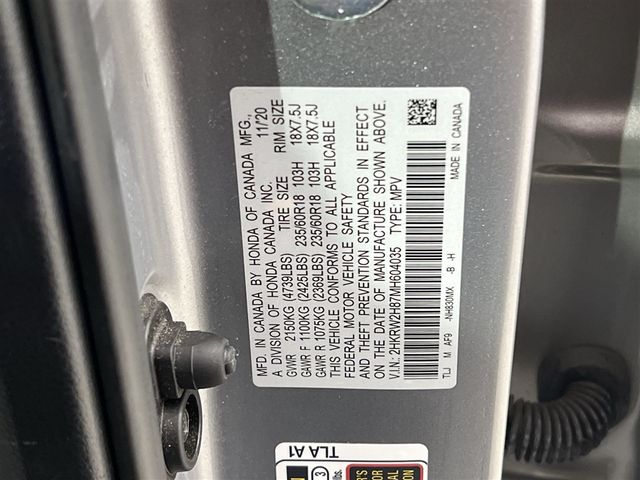 MFD. IN CANADA BY HONDA OF CANADA MFG.,
A DIVISION OF HONDA CANADA INC. 11/20
TIRE SIZE RIM SIZE
GVWR 2150KG (4739LBS)
GAWR F 1100KG (2425LBS) 235/60R18 103H 18X7.5J
GAWR R 1075KG (2369LBS) 235/60R18 103H 18X7.5J
THIS VEHICLE CONFORMS TO ALL APPLICABLE
FEDERAL MOTOR VEHICLE SAFETY
AND THEFT PREVENTION STANDARDS IN EFFECT
ON THE DATE OF MANUFACTURE SHOWN ABOVE.
V.I.N.: 2HKRW2H87MH604035 TYPE: MPV
TLJ M AF9 -NH830MX -B -H
MADE IN CANADA
TLA A1
3